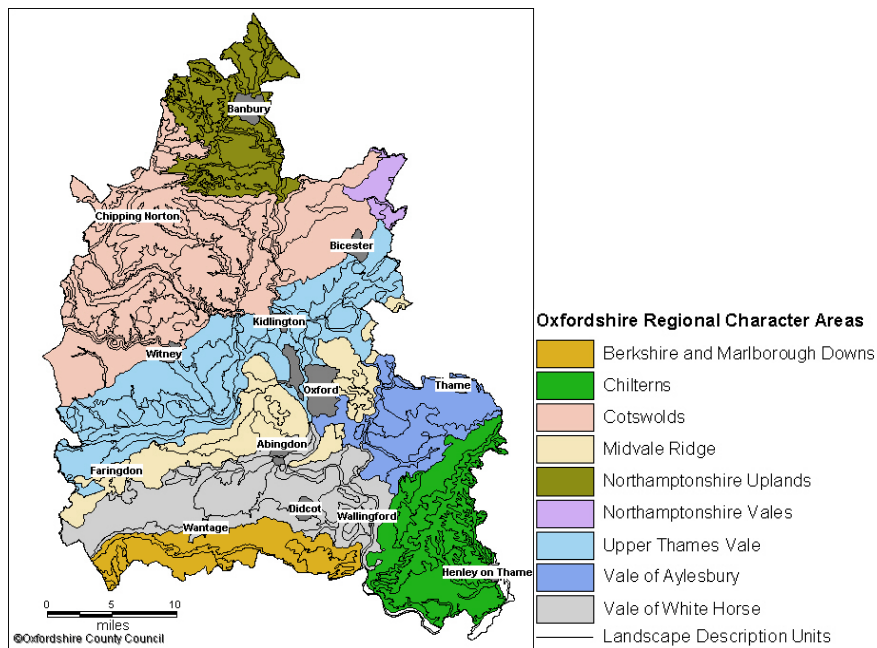 Banbury
Chipping Norton
Bicester
Kidlington
Witney
Oxford
Thame
Abingdon
Faringdon
Didcot
Wallingford
Wantage
Henley on Thame
0 5 10
miles
©Oxfordshire County Council
Oxfordshire Regional Character Areas
Berkshire and Marlborough Downs
Chilterns
Cotswolds
Midvale Ridge
Northamptonshire Uplands
Northamptonshire Vales
Upper Thames Vale
Vale of Aylesbury
Vale of White Horse
Landscape Description Units